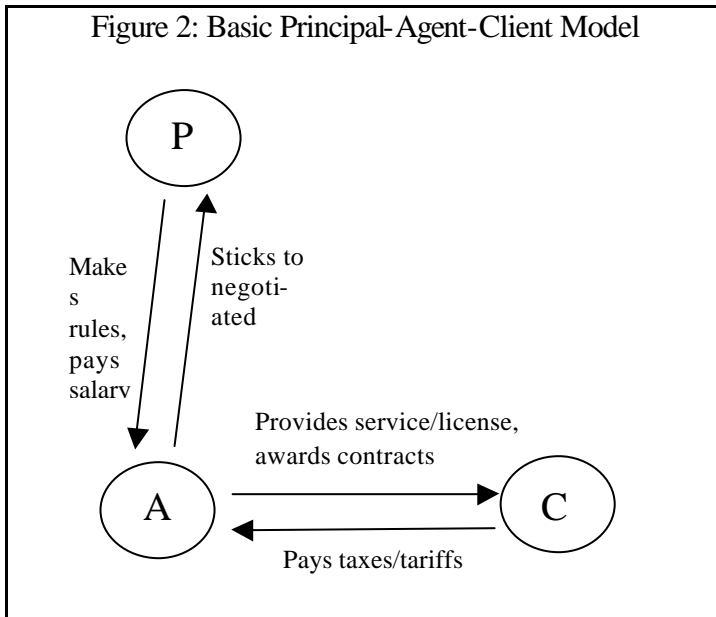 Figure 2: Basic Principal-Agent-Client Model
P
Make
s
rules,
pays
salary
Sticks to
negoti-
ated
Provides service/license,
awards contracts
A
C
Pays taxes/tariffs